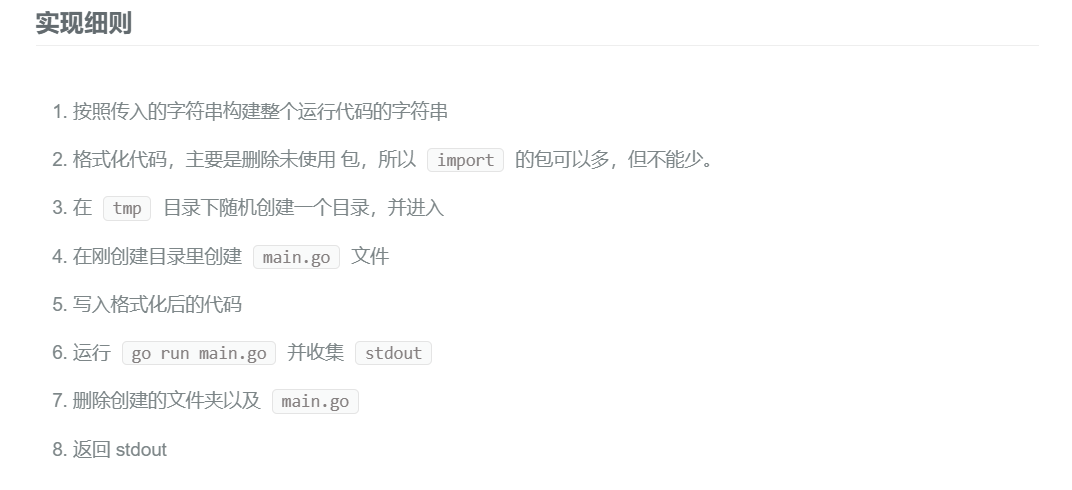 实现细则
1. 按照传入的字符串构建整个运行代码的字符串
2. 格式化代码，主要是删除未使用 包，所以 import 的包可以多，但不能少。
3. 在 tmp 目录下随机创建一个目录，并进入
4. 在刚创建目录里创建 main.go 文件
5. 写入格式化后的代码
6. 运行 go run main.go 并收集 stdout
7. 删除创建的文件夹以及 main.go
8. 返回 stdout